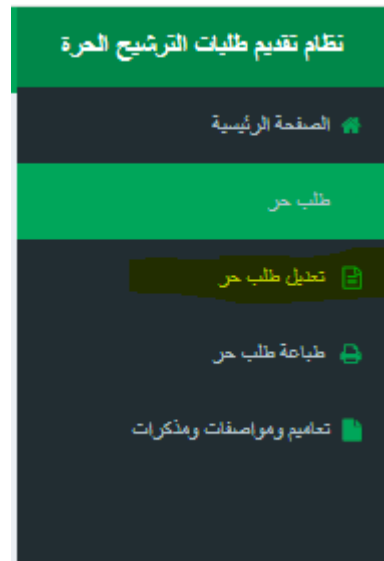 نظام تقديم طلبات الترشيح الحرة
الصفحة الرئيسية
طلب حر
تعديل طلب حر
طباعة طلب حر
تعاميم ومواصفات ومذكرات